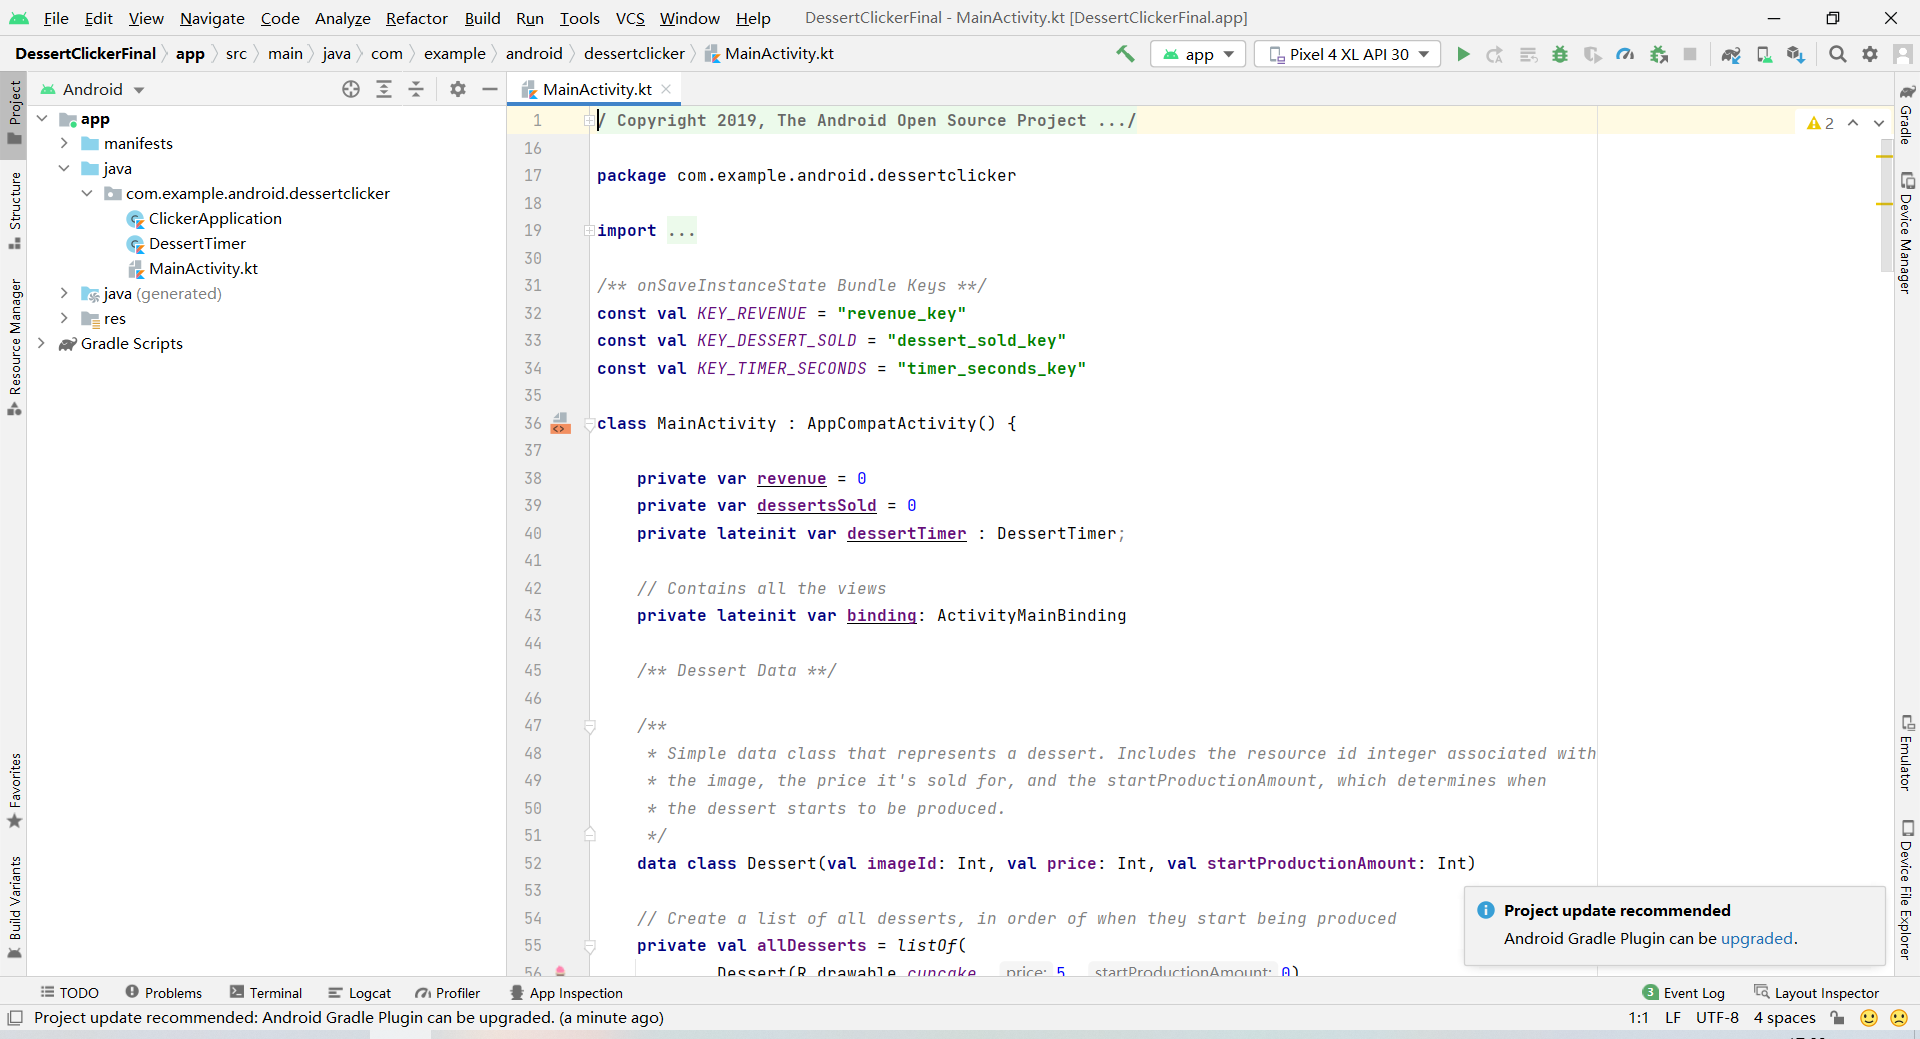 File Edit View Navigate Code Analyze Refactor Build Run Tools VCS Window Help DessertClickerFinal - MainActivity.kt [DessertClickerFinal.app]
DessertClickerFinal app src main java com example android dessertclicker MainActivity.kt app Pixel 4 XL API 30
Project
Structure
Resource Manager
Favorites
Build Variants
Android
app
manifests
java
com.example.android.dessertclicker
ClickerApplication
DessertTimer
MainActivity.kt
java (generated)
res
Gradle Scripts
MainActivity.kt
2
1 / Copyright 2019, The Android Open Source Project .../
16
17 package com.example.android.dessertclicker
18
19 import ...
30
31 /** onSaveInstanceState Bundle Keys **/
32 const val KEY_REVENUE = "revenue_key"
33 const val KEY_DESSERT_SOLD = "dessert_sold_key"
34 const val KEY_TIMER_SECONDS = "timer_seconds_key"
35
36 class MainActivity : AppCompatActivity() {
37
38 private var revenue = 0
39 private var dessertsSold = 0
40 private lateinit var dessertTimer : DessertTimer;
41
42 // Contains all the views
43 private lateinit var binding: ActivityMainBinding
44
45 /** Dessert Data **/
46
47 /**
48 * Simple data class that represents a dessert. Includes the resource id integer associated with
49 * the image, the price it's sold for, and the startProductionAmount, which determines when
50 * the dessert starts to be produced.
51 */
52 data class Dessert(val imageId: Int, val price: Int, val startProductionAmount: Int)
53
54 // Create a list of all desserts, in order of when they start being produced
55 private val allDesserts = listOf(
56 Dessert(R.drawable.cupcake, price: 5, startProductionAmount: 0)
Gradle
Device Manager
Emulator
Device File Explorer
Project update recommended
Android Gradle Plugin can be upgraded.
TODO Problems Terminal Logcat Profiler App Inspection 3 Event Log Layout Inspector
Project update recommended: Android Gradle Plugin can be upgraded. (a minute ago) 1:1 LF UTF-8 4 spaces